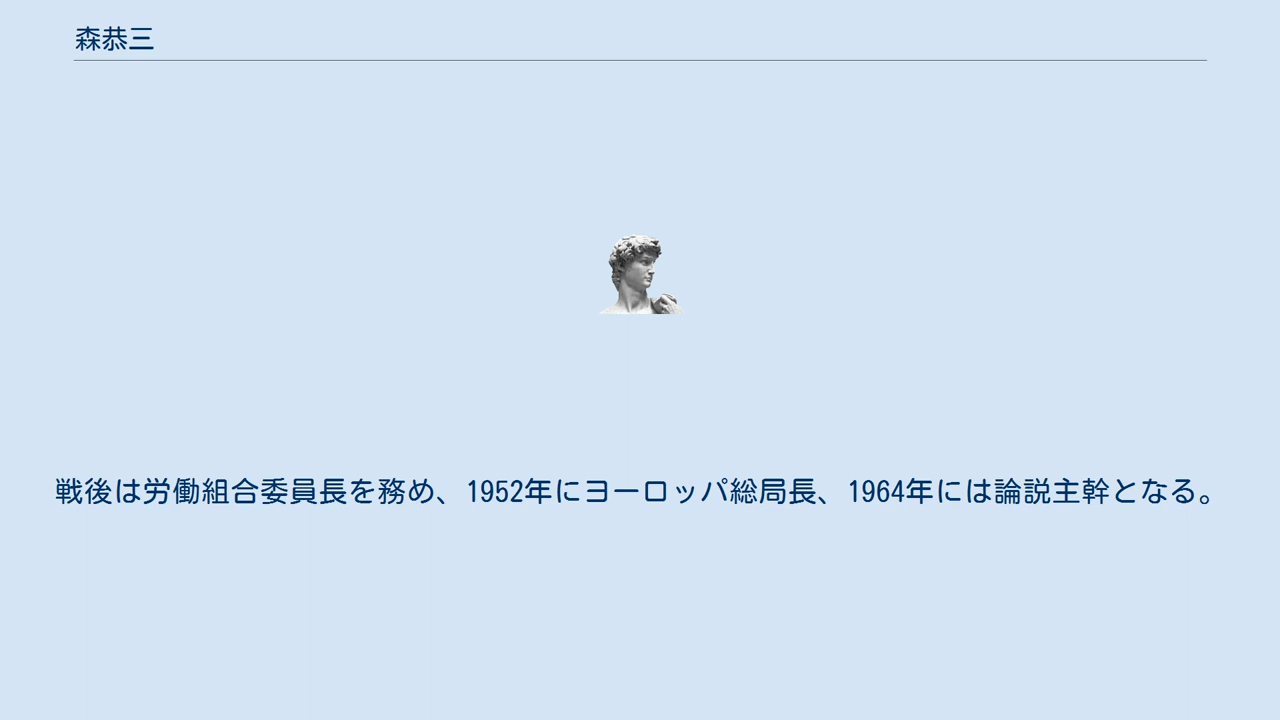 森恭三
戦後は労働組合委員長を務め、1952年にヨーロッパ総局長、1964年には論説主幹となる。